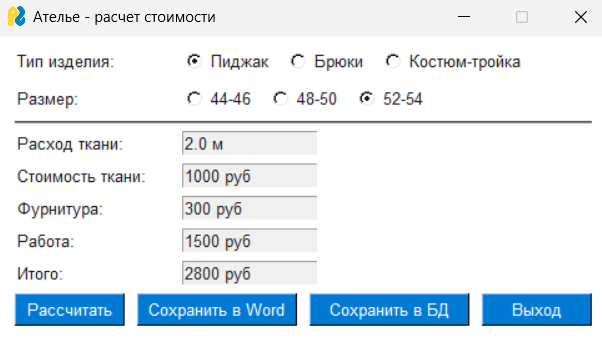 Ателье - расчет стоимости
Тип изделия: Пиджак Брюки Костюм-тройка
Размер: 44-46 48-50 52-54
Расход ткани: 2.0 м
Стоимость ткани: 1000 руб
Фурнитура: 300 руб
Работа: 1500 руб
Итого: 2800 руб
Рассчитать Сохранить в Word Сохранить в БД Выход